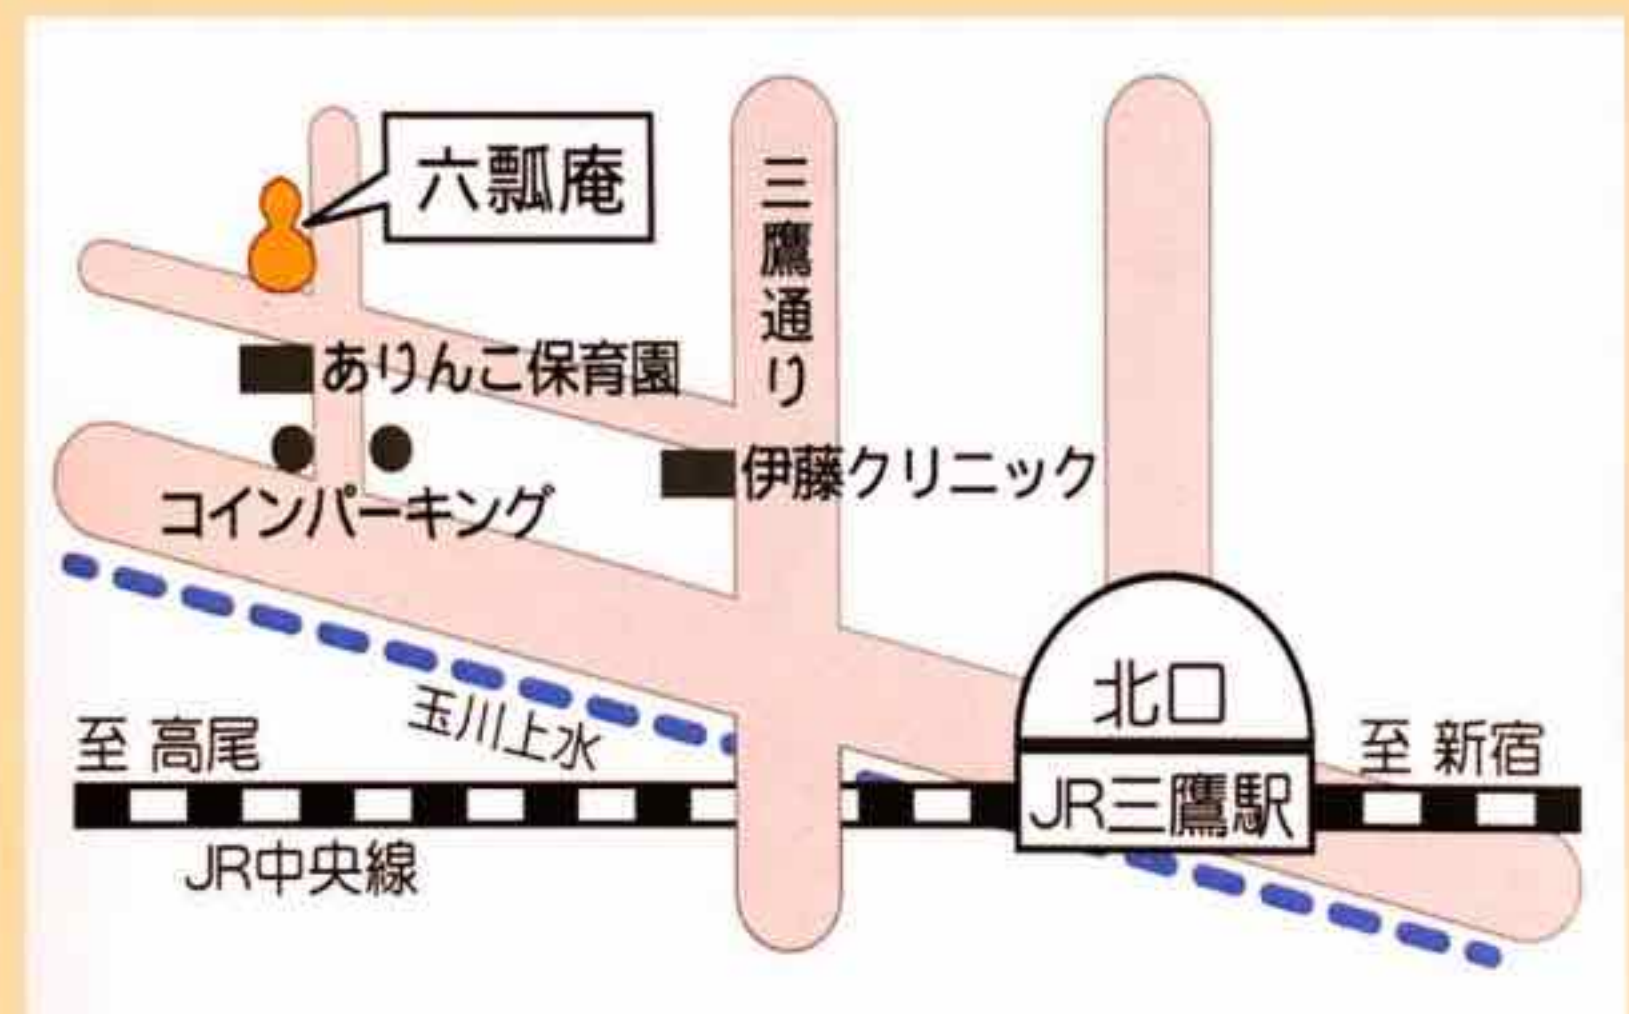 六瓢庵
三鷹通り
ありんこ保育園
伊藤クリニック
コインパーキング
玉川上水
北口
至 高尾
至 新宿
JR三鷹駅
JR中央線